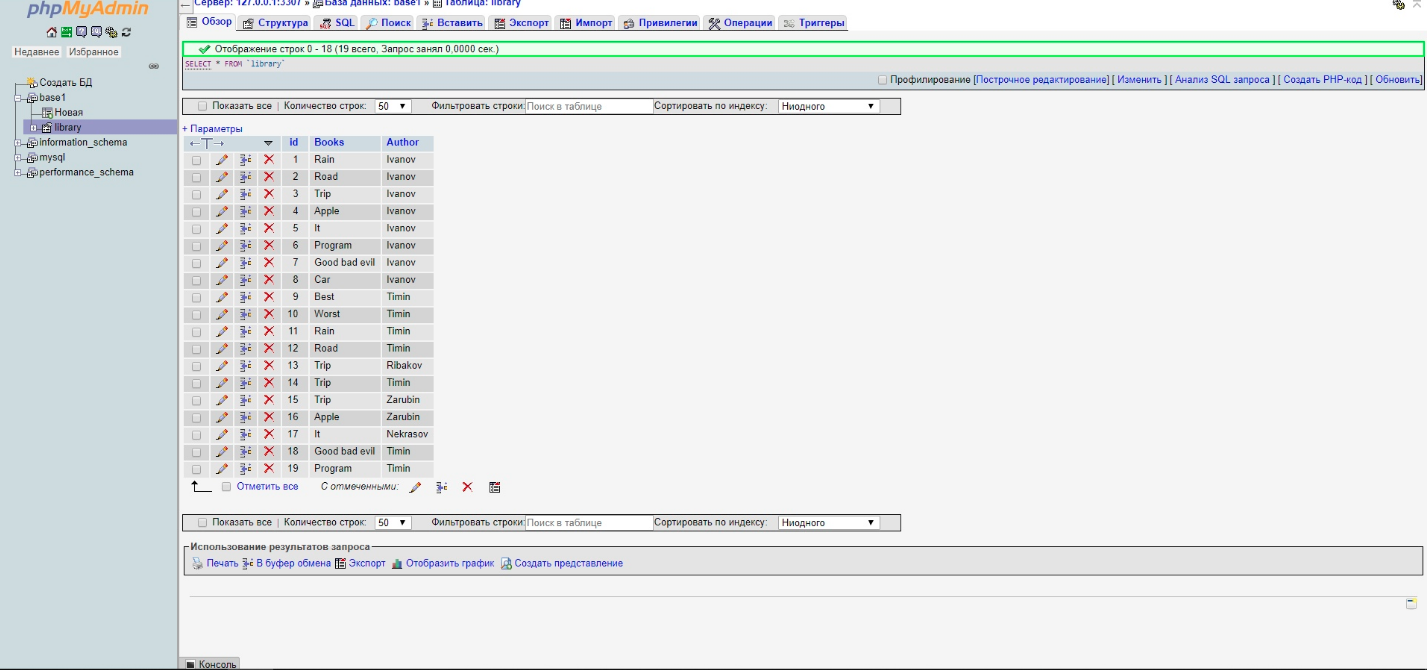 phpMyAdmin
Недавнее Избранное
Создать БД
base1
Новая
library
information_schema
mysql
performance_schema
Сервер: 127.0.0.1:3307 » База данных: base1 » Таблица: library
Обзор Структура SQL Поиск Вставить Экспорт Импорт Привилегии Операции Триггеры
Отображение строк 0 - 18 (19 всего, Запрос занял 0,0000 сек.)
SELECT * FROM `library`
Профилирование [Построчное редактирование] [ Изменить ] [ Анализ SQL запроса ] [ Создать PHP-код ] [ Обновить]
Показать все | Количество строк: 50 Фильтровать строки: Поиск в таблице Сортировать по индексу: Ниодного
+ Параметры
←T→ id Books Author
1 Rain Ivanov
2 Road Ivanov
3 Trip Ivanov
4 Apple Ivanov
5 It Ivanov
6 Program Ivanov
7 Good bad evil Ivanov
8 Car Ivanov
9 Best Timin
10 Worst Timin
11 Rain Timin
12 Road Timin
13 Trip Ribakov
14 Trip Timin
15 Trip Zarubin
16 Apple Zarubin
17 It Nekrasov
18 Good bad evil Timin
19 Program Timin
Отметить все С отмеченными:
Показать все | Количество строк: 50 Фильтровать строки: Поиск в таблице Сортировать по индексу: Ниодного
Использование результатов запроса
Печать В буфер обмена Экспорт Отобразить график Создать представление
Консоль